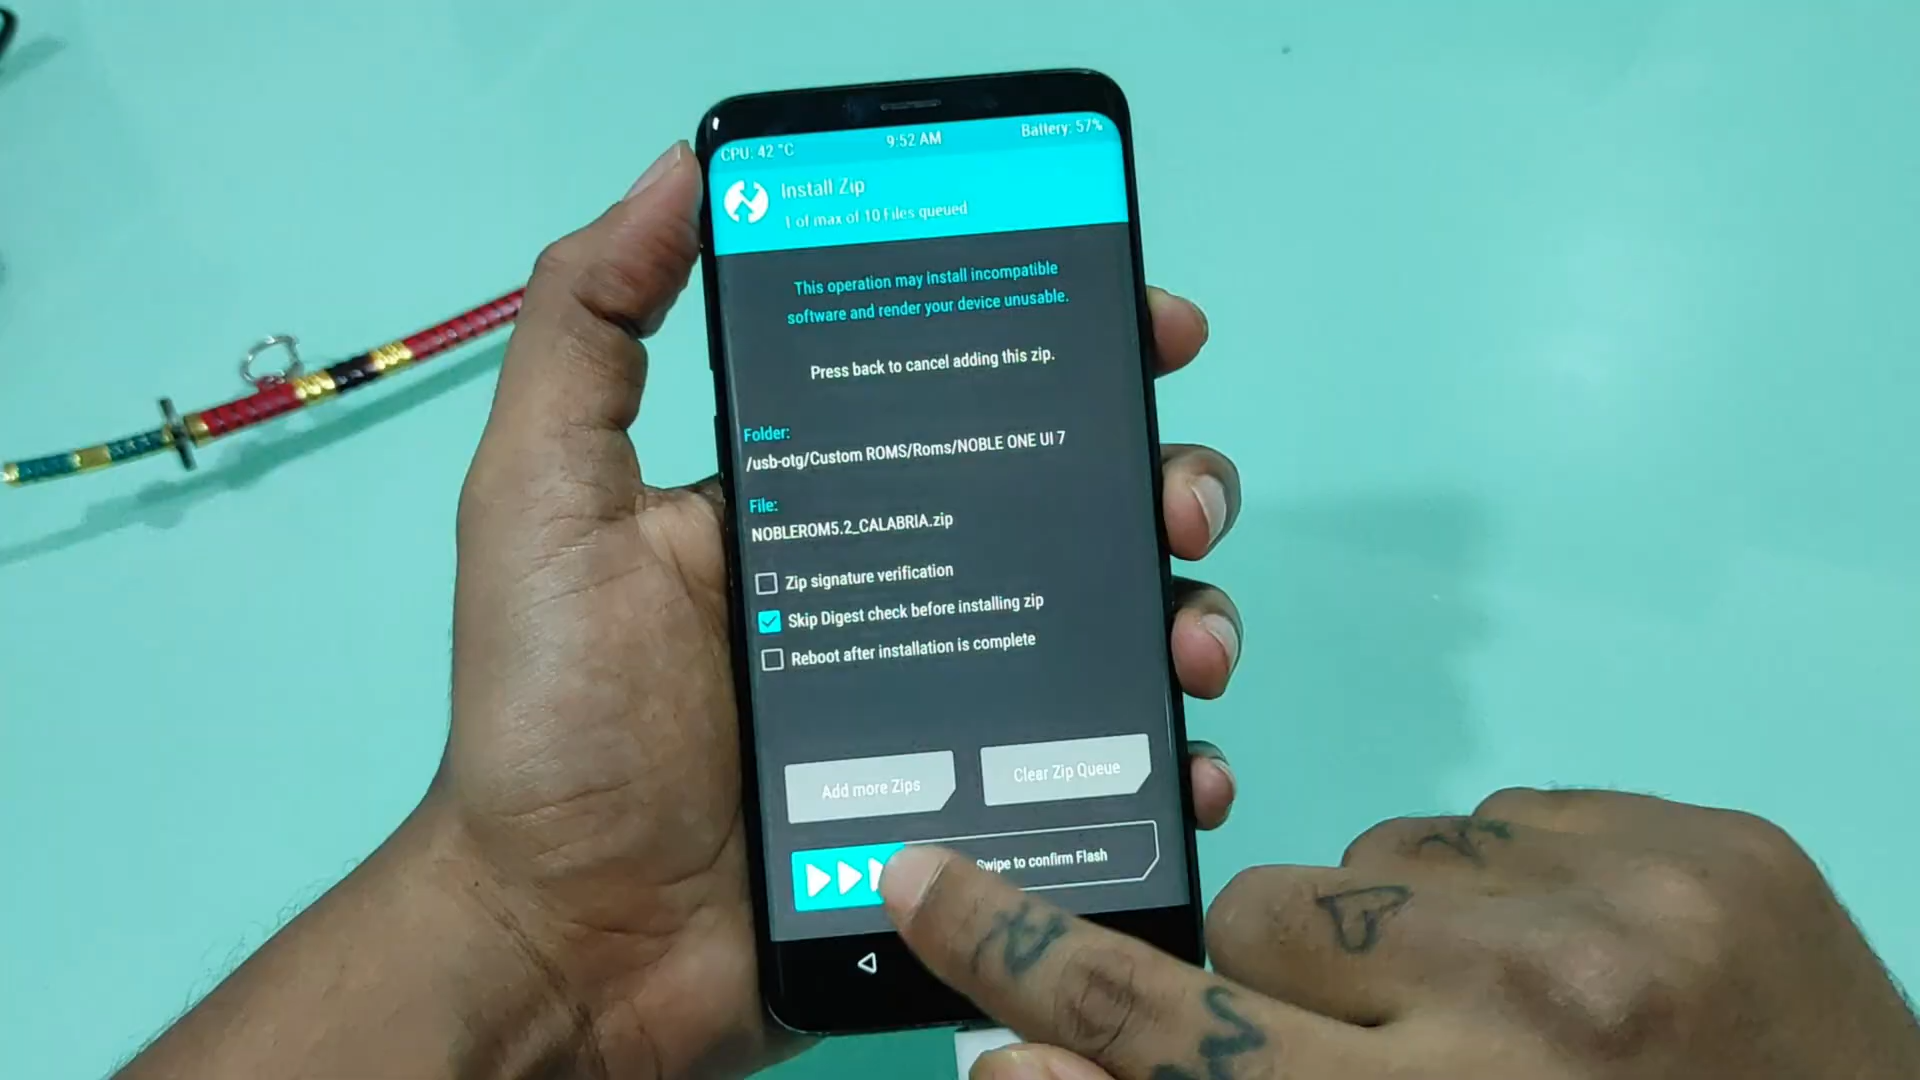 CPU: 42 °C 9:52 AM Battery: 57%
Install Zip
1 of max of 10 Files queued
This operation may install incompatible
software and render your device unusable.
Press back to cancel adding this zip.
Folder:
/usb-otg/Custom ROMS/Roms/NOBLE ONE UI 7
File:
NOBLEROM5.2_CALABRIA.zip
Zip signature verification
Skip Digest check before installing zip
Reboot after installation is complete
Add more Zips
Clear Zip Queue
Swipe to confirm Flash